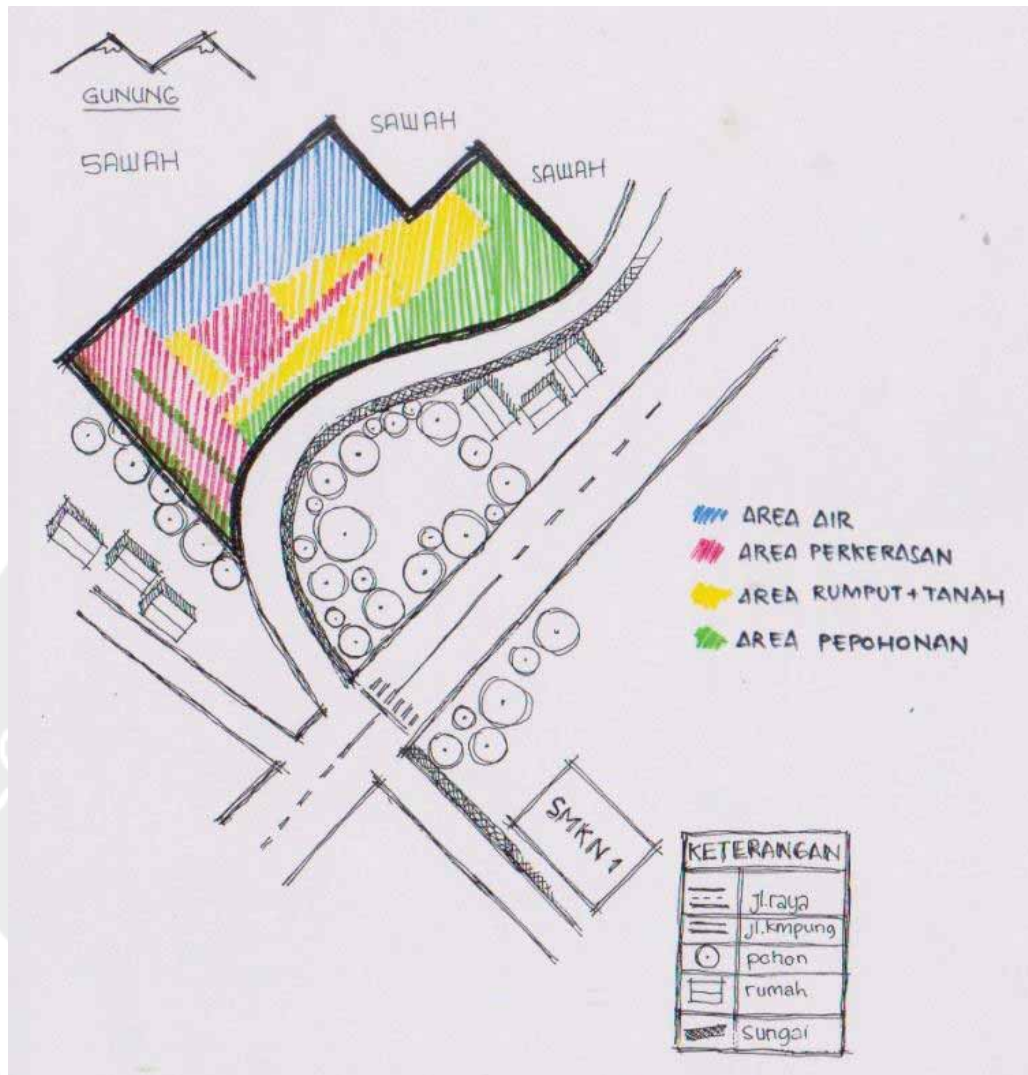 GUNUNG
SAWAH
SAWAH
SAWAH
AREA AIR
AREA PERKERASAN
AREA RUMPUT + TANAH
AREA PEPOHONAN
SMKN 1
KETERANGAN
jl.raya
jl.kmpung
pohon
rumah
sungai